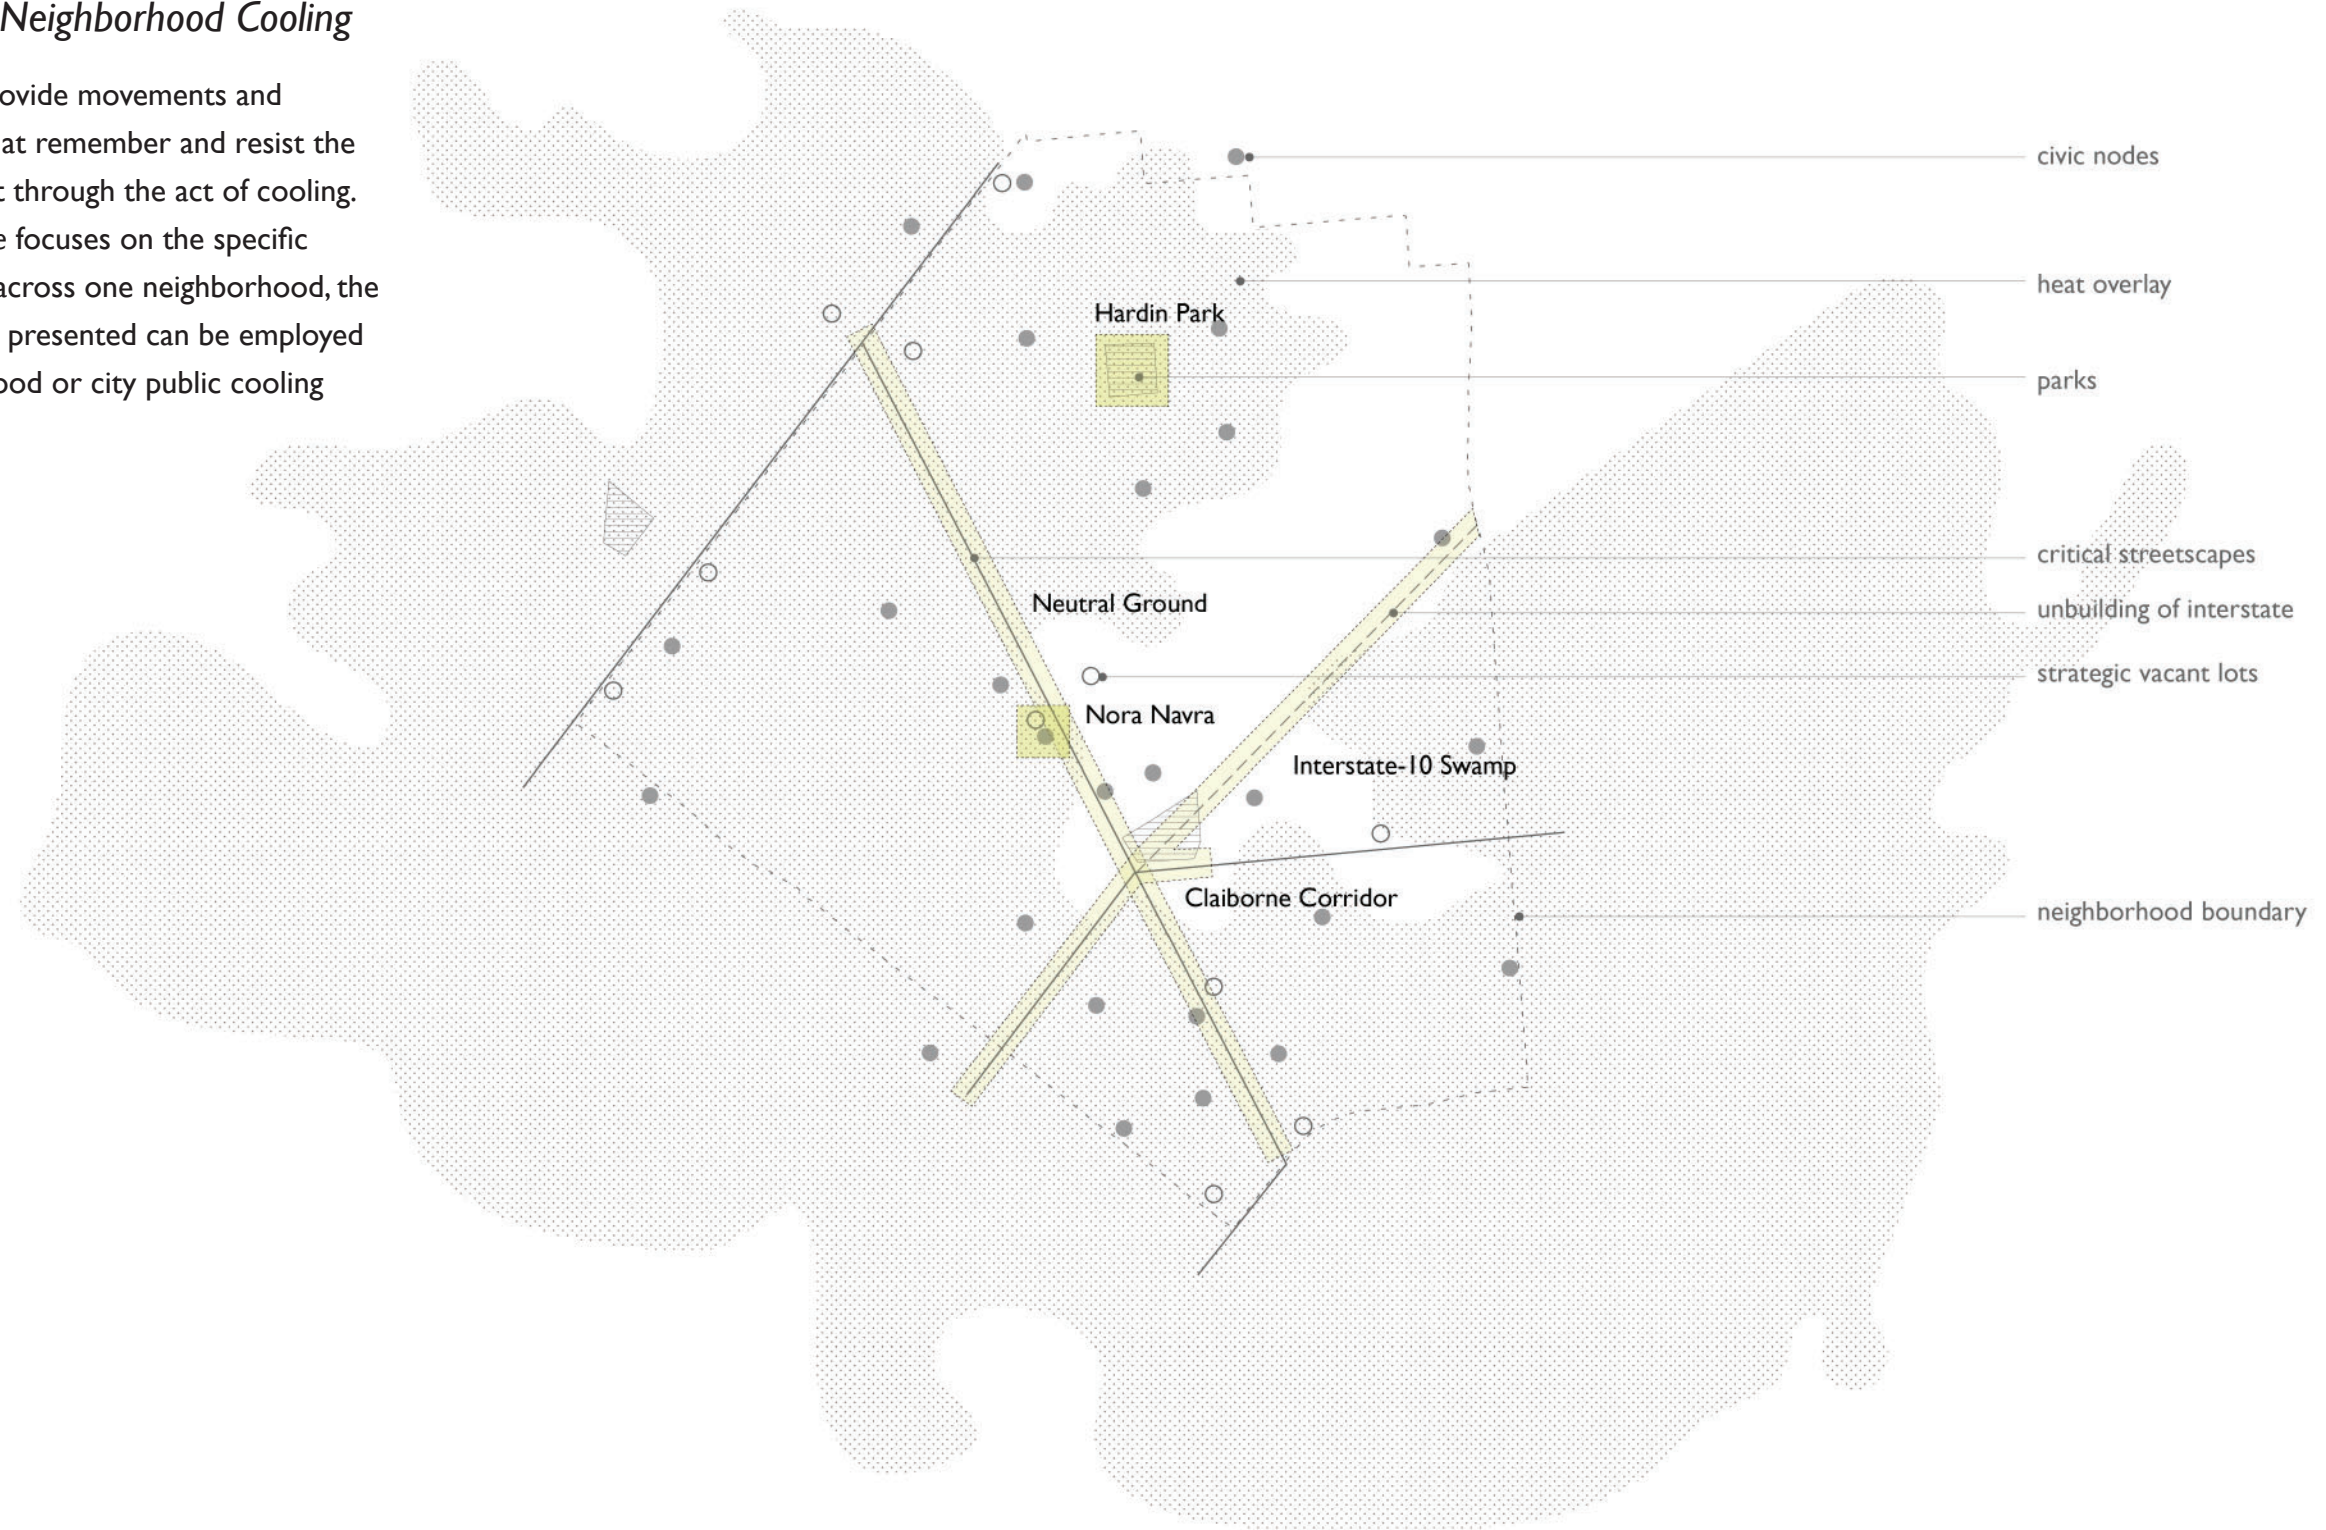 Neighborhood Cooling
ovide movements and
at remember and resist the
t through the act of cooling.
e focuses on the specific
across one neighborhood, the
presented can be employed
ood or city public cooling
civic nodes
heat overlay
Hardin Park
parks
critical streetscapes
Neutral Ground
unbuilding of interstate
strategic vacant lots
Nora Navra
Interstate-10 Swamp
Claiborne Corridor
neighborhood boundary